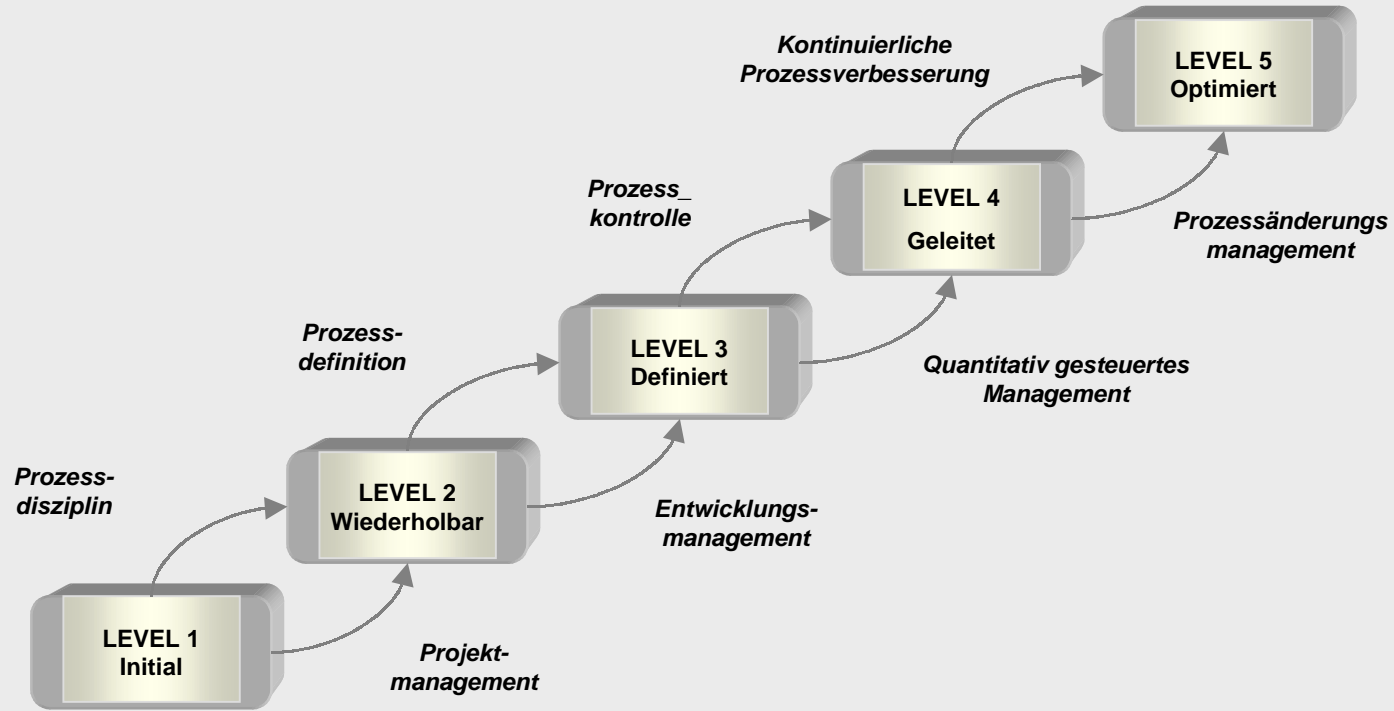 Kontinuierliche
Prozessverbesserung
LEVEL 5
Optimiert
Prozess_
kontrolle
LEVEL 4
Geleitet
Prozessänderungs
management
Prozess-
definition
LEVEL 3
Definiert
Quantitativ gesteuertes
Management
Prozess-
disziplin
LEVEL 2
Wiederholbar
Entwicklungs-
management
LEVEL 1
Initial
Projekt-
management